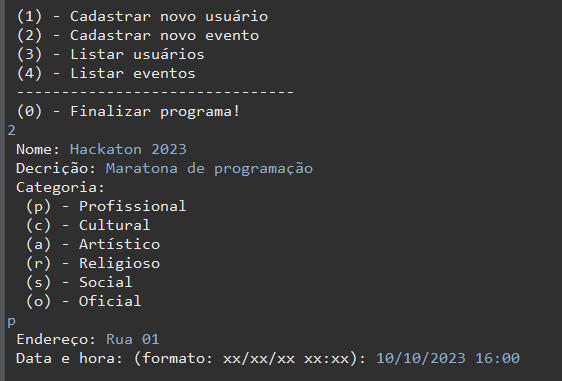 (1) - Cadastrar novo usuário
(2) - Cadastrar novo evento
(3) - Listar usuários
(4) - Listar eventos
-------------------------------
(0) - Finalizar programa!
2
Nome: Hackaton 2023
Decrição: Maratona de programação
Categoria:
(p) - Profissional
(c) - Cultural
(a) - Artístico
(r) - Religioso
(s) - Social
(o) - Oficial
p
Endereço: Rua 01
Data e hora: (formato: xx/xx/xx xx:xx): 10/10/2023 16:00